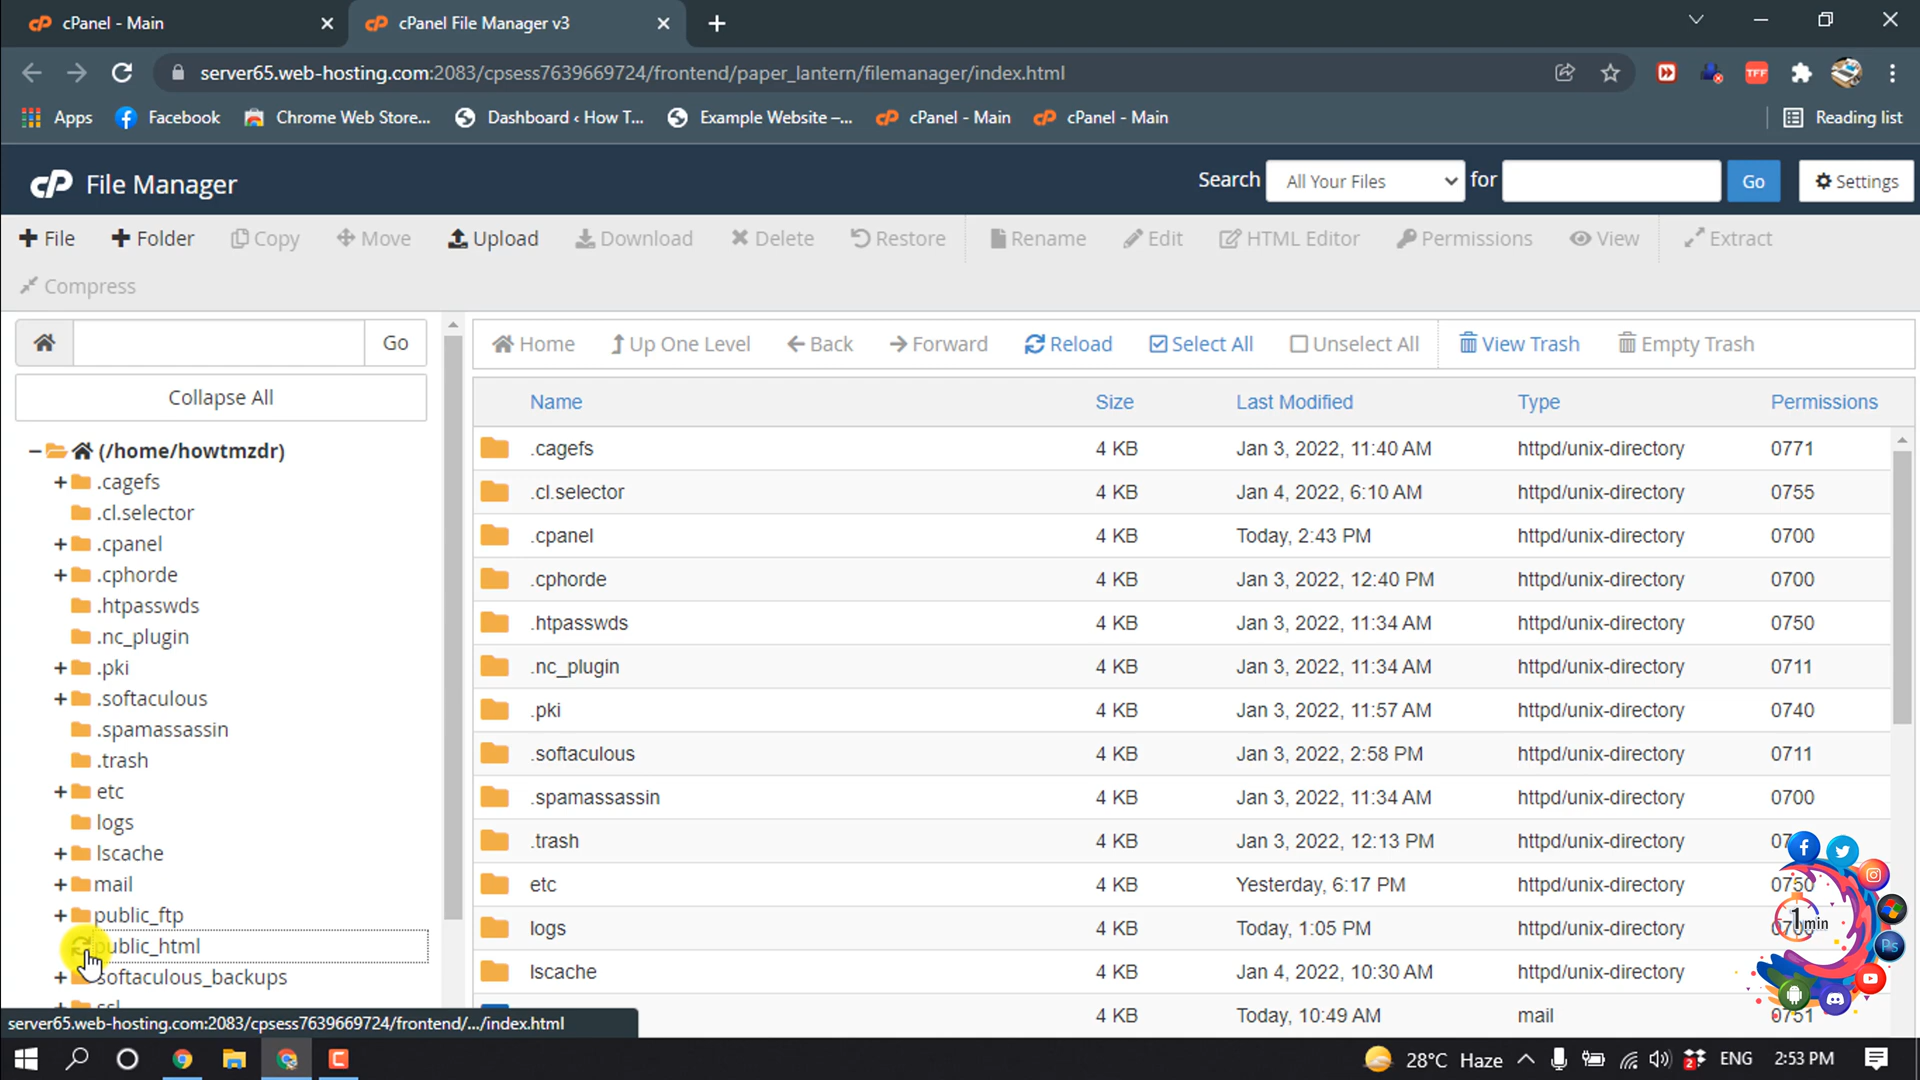 cPanel - Main
cPanel File Manager v3
server65.web-hosting.com:2083/cpsess7639669724/frontend/paper_lantern/filemanager/index.html
TFF
Apps
Facebook
Chrome Web Store...
Dashboard ‹ How T...
Example Website –...
cPanel - Main
cPanel - Main
Reading list
cP File Manager
Search
All Your Files
for
Go
Settings
File
Folder
Copy
Move
Upload
Download
Delete
Restore
Rename
Edit
HTML Editor
Permissions
View
Extract
Compress
Go
Home
Up One Level
Back
Forward
Reload
Select All
Unselect All
View Trash
Empty Trash
Collapse All
(/home/howtmzdr)
.cagefs
.cl.selector
.cpanel
.cphorde
.htpasswds
.nc_plugin
.pki
.softaculous
.spamassassin
.trash
etc
logs
lscache
mail
public_ftp
public_html
softaculous_backups
ssl
Name Size Last Modified Type Permissions
.cagefs 4 KB Jan 3, 2022, 11:40 AM httpd/unix-directory 0771
.cl.selector 4 KB Jan 4, 2022, 6:10 AM httpd/unix-directory 0755
.cpanel 4 KB Today, 2:43 PM httpd/unix-directory 0700
.cphorde 4 KB Jan 3, 2022, 12:40 PM httpd/unix-directory 0700
.htpasswds 4 KB Jan 3, 2022, 11:34 AM httpd/unix-directory 0750
.nc_plugin 4 KB Jan 3, 2022, 11:34 AM httpd/unix-directory 0711
.pki 4 KB Jan 3, 2022, 11:57 AM httpd/unix-directory 0740
.softaculous 4 KB Jan 3, 2022, 2:58 PM httpd/unix-directory 0711
.spamassassin 4 KB Jan 3, 2022, 11:34 AM httpd/unix-directory 0700
.trash 4 KB Jan 3, 2022, 12:13 PM httpd/unix-directory
etc 4 KB Yesterday, 6:17 PM httpd/unix-directory 0750
logs 4 KB Today, 1:05 PM httpd/unix-directory
lscache 4 KB Jan 4, 2022, 10:30 AM httpd/unix-directory
4 KB Today, 10:49 AM mail 0751
1min
Ps
server65.web-hosting.com:2083/cpsess7639669724/frontend/.../index.html
28°C Haze
2
ENG
2:53 PM